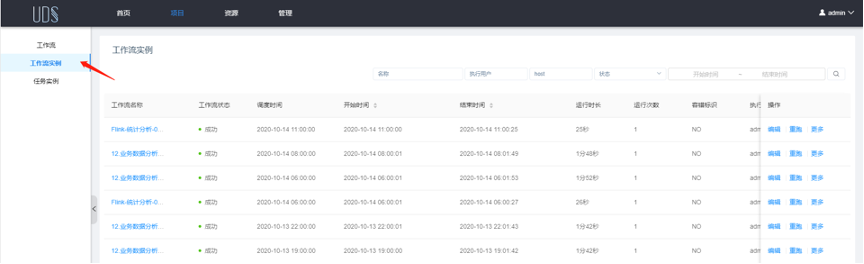 UDS 首页 项目 资源 管理 admin
工作流
工作流实例
任务实例
工作流实例
名称 执行用户 host 状态 开始时间 ~ 结束时间
工作流名称 工作流状态 调度时间 开始时间 结束时间 运行时长 运行次数 容错标识 执行 操作
Flink-统计分析-0... 成功 2020-10-14 11:00:00 2020-10-14 11:00:00 2020-10-14 11:00:25 25秒 1 NO adm 编辑 重跑 更多
12.业务数据分析... 成功 2020-10-14 08:00:00 2020-10-14 08:00:01 2020-10-14 08:01:49 1分48秒 1 NO adm 编辑 重跑 更多
12.业务数据分析... 成功 2020-10-14 06:00:00 2020-10-14 06:00:01 2020-10-14 06:01:53 1分52秒 1 NO adm 编辑 重跑 更多
Flink-统计分析-0... 成功 2020-10-14 06:00:00 2020-10-14 06:00:01 2020-10-14 06:00:27 26秒 1 NO adm 编辑 重跑 更多
12.业务数据分析... 成功 2020-10-13 22:00:00 2020-10-13 22:00:01 2020-10-13 22:01:43 1分42秒 1 NO adm 编辑 重跑 更多
12.业务数据分析... 成功 2020-10-13 19:00:00 2020-10-13 19:00:00 2020-10-13 19:01:42 1分42秒 1 NO adm 编辑 重跑 更多